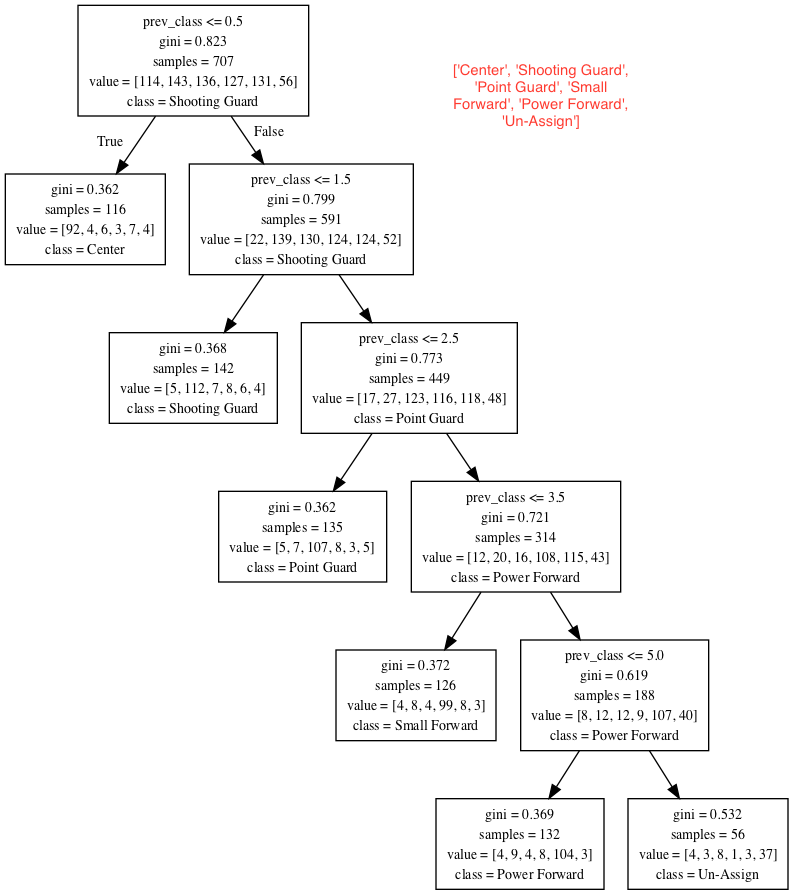 prev_class <= 0.5
gini = 0.823
samples = 707
value = [114, 143, 136, 127, 131, 56]
class = Shooting Guard
['Center', 'Shooting Guard',
'Point Guard', 'Small
Forward', 'Power Forward',
'Un-Assign']
True
False
gini = 0.362
samples = 116
value = [92, 4, 6, 3, 7, 4]
class = Center
prev_class <= 1.5
gini = 0.799
samples = 591
value = [22, 139, 130, 124, 124, 52]
class = Shooting Guard
gini = 0.368
samples = 142
value = [5, 112, 7, 8, 6, 4]
class = Shooting Guard
prev_class <= 2.5
gini = 0.773
samples = 449
value = [17, 27, 123, 116, 118, 48]
class = Point Guard
gini = 0.362
samples = 135
value = [5, 7, 107, 8, 3, 5]
class = Point Guard
prev_class <= 3.5
gini = 0.721
samples = 314
value = [12, 20, 16, 108, 115, 43]
class = Power Forward
gini = 0.372
samples = 126
value = [4, 8, 4, 99, 8, 3]
class = Small Forward
prev_class <= 5.0
gini = 0.619
samples = 188
value = [8, 12, 12, 9, 107, 40]
class = Power Forward
gini = 0.369
samples = 132
value = [4, 9, 4, 8, 104, 3]
class = Power Forward
gini = 0.532
samples = 56
value = [4, 3, 8, 1, 3, 37]
class = Un-Assign